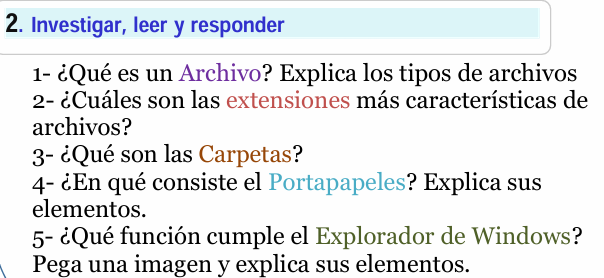 2. Investigar, leer y responder
1- ¿Qué es un Archivo? Explica los tipos de archivos
2- ¿Cuáles son las extensiones más características de
archivos?
3- ¿Qué son las Carpetas?
4- ¿En qué consiste el Portapapeles? Explica sus
elementos.
5- ¿Qué función cumple el Explorador de Windows?
Pega una imagen y explica sus elementos.